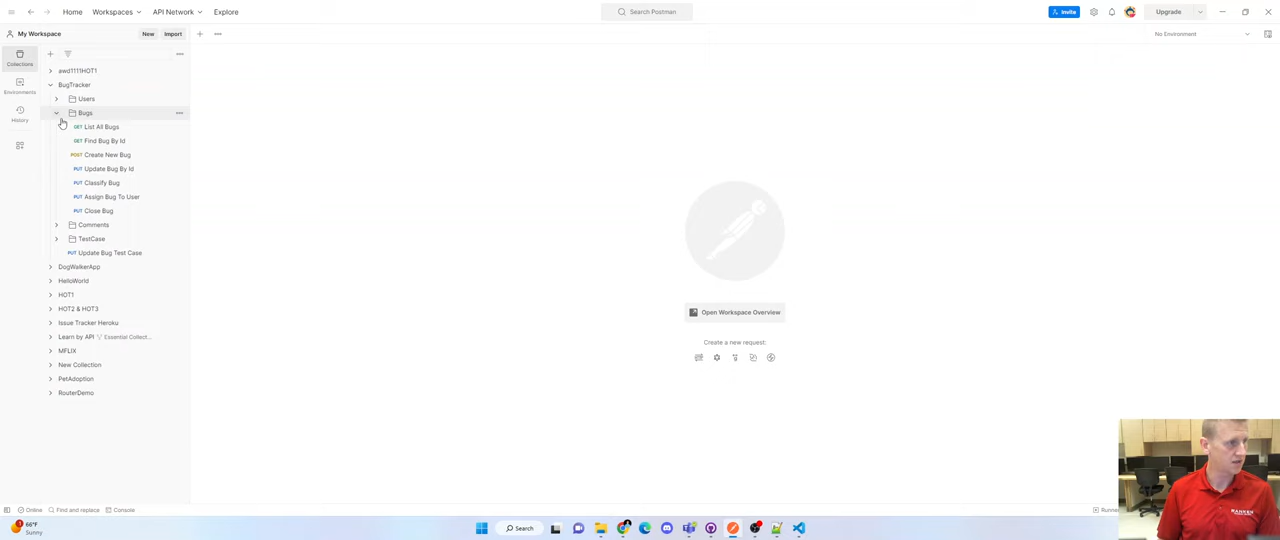 Home Workspaces API Network Explore Search Postman Invite Upgrade
My Workspace New Import No Environment
Collections
Environments
History
awd1111HOT1
BugTracker
Users
Bugs
GET List All Bugs
GET Find Bug By Id
POST Create New Bug
PUT Update Bug By Id
PUT Classify Bug
PUT Assign Bug To User
PUT Close Bug
Comments
TestCase
PUT Update Bug Test Case
DogWalkerApp
HelloWorld
HOT1
HOT2 & HOT3
Issue Tracker Heroku
Learn by API Essential Collect...
MFLIX
New Collection
PetAdoption
RouterDemo
Open Workspace Overview
Create a new request:
Online Find and replace Console
66°F
Sunny
Search